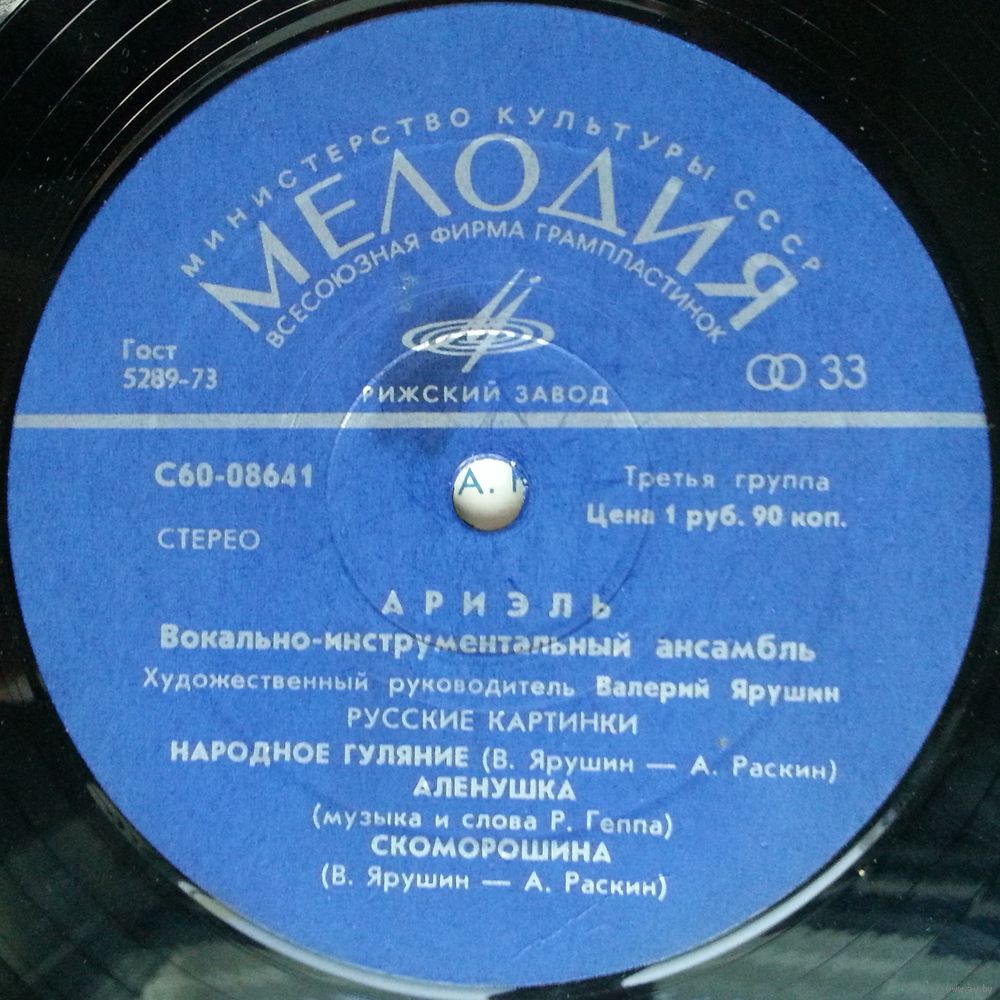 МИНИСТЕРСТВО КУЛЬТУРЫ СССР
МЕЛОДИЯ
ВСЕСОЮЗНАЯ ФИРМА ГРАМПЛАСТИНОК
Гост
5289-73
33
РИЖСКИЙ ЗАВОД
С60-08641
А.
Третья группа
Цена 1 руб. 90 коп.
СТЕРЕО
АРИЭЛЬ
Вокально-инструментальный ансамбль
Художественный руководитель Валерий Ярушин
РУССКИЕ КАРТИНКИ
НАРОДНОЕ ГУЛЯНИЕ (В. Ярушин — А. Раскин)
АЛЕНУШКА
(музыка и слова Р. Геппа)
СКОМОРОШИНА
(В. Ярушин — А. Раскин)